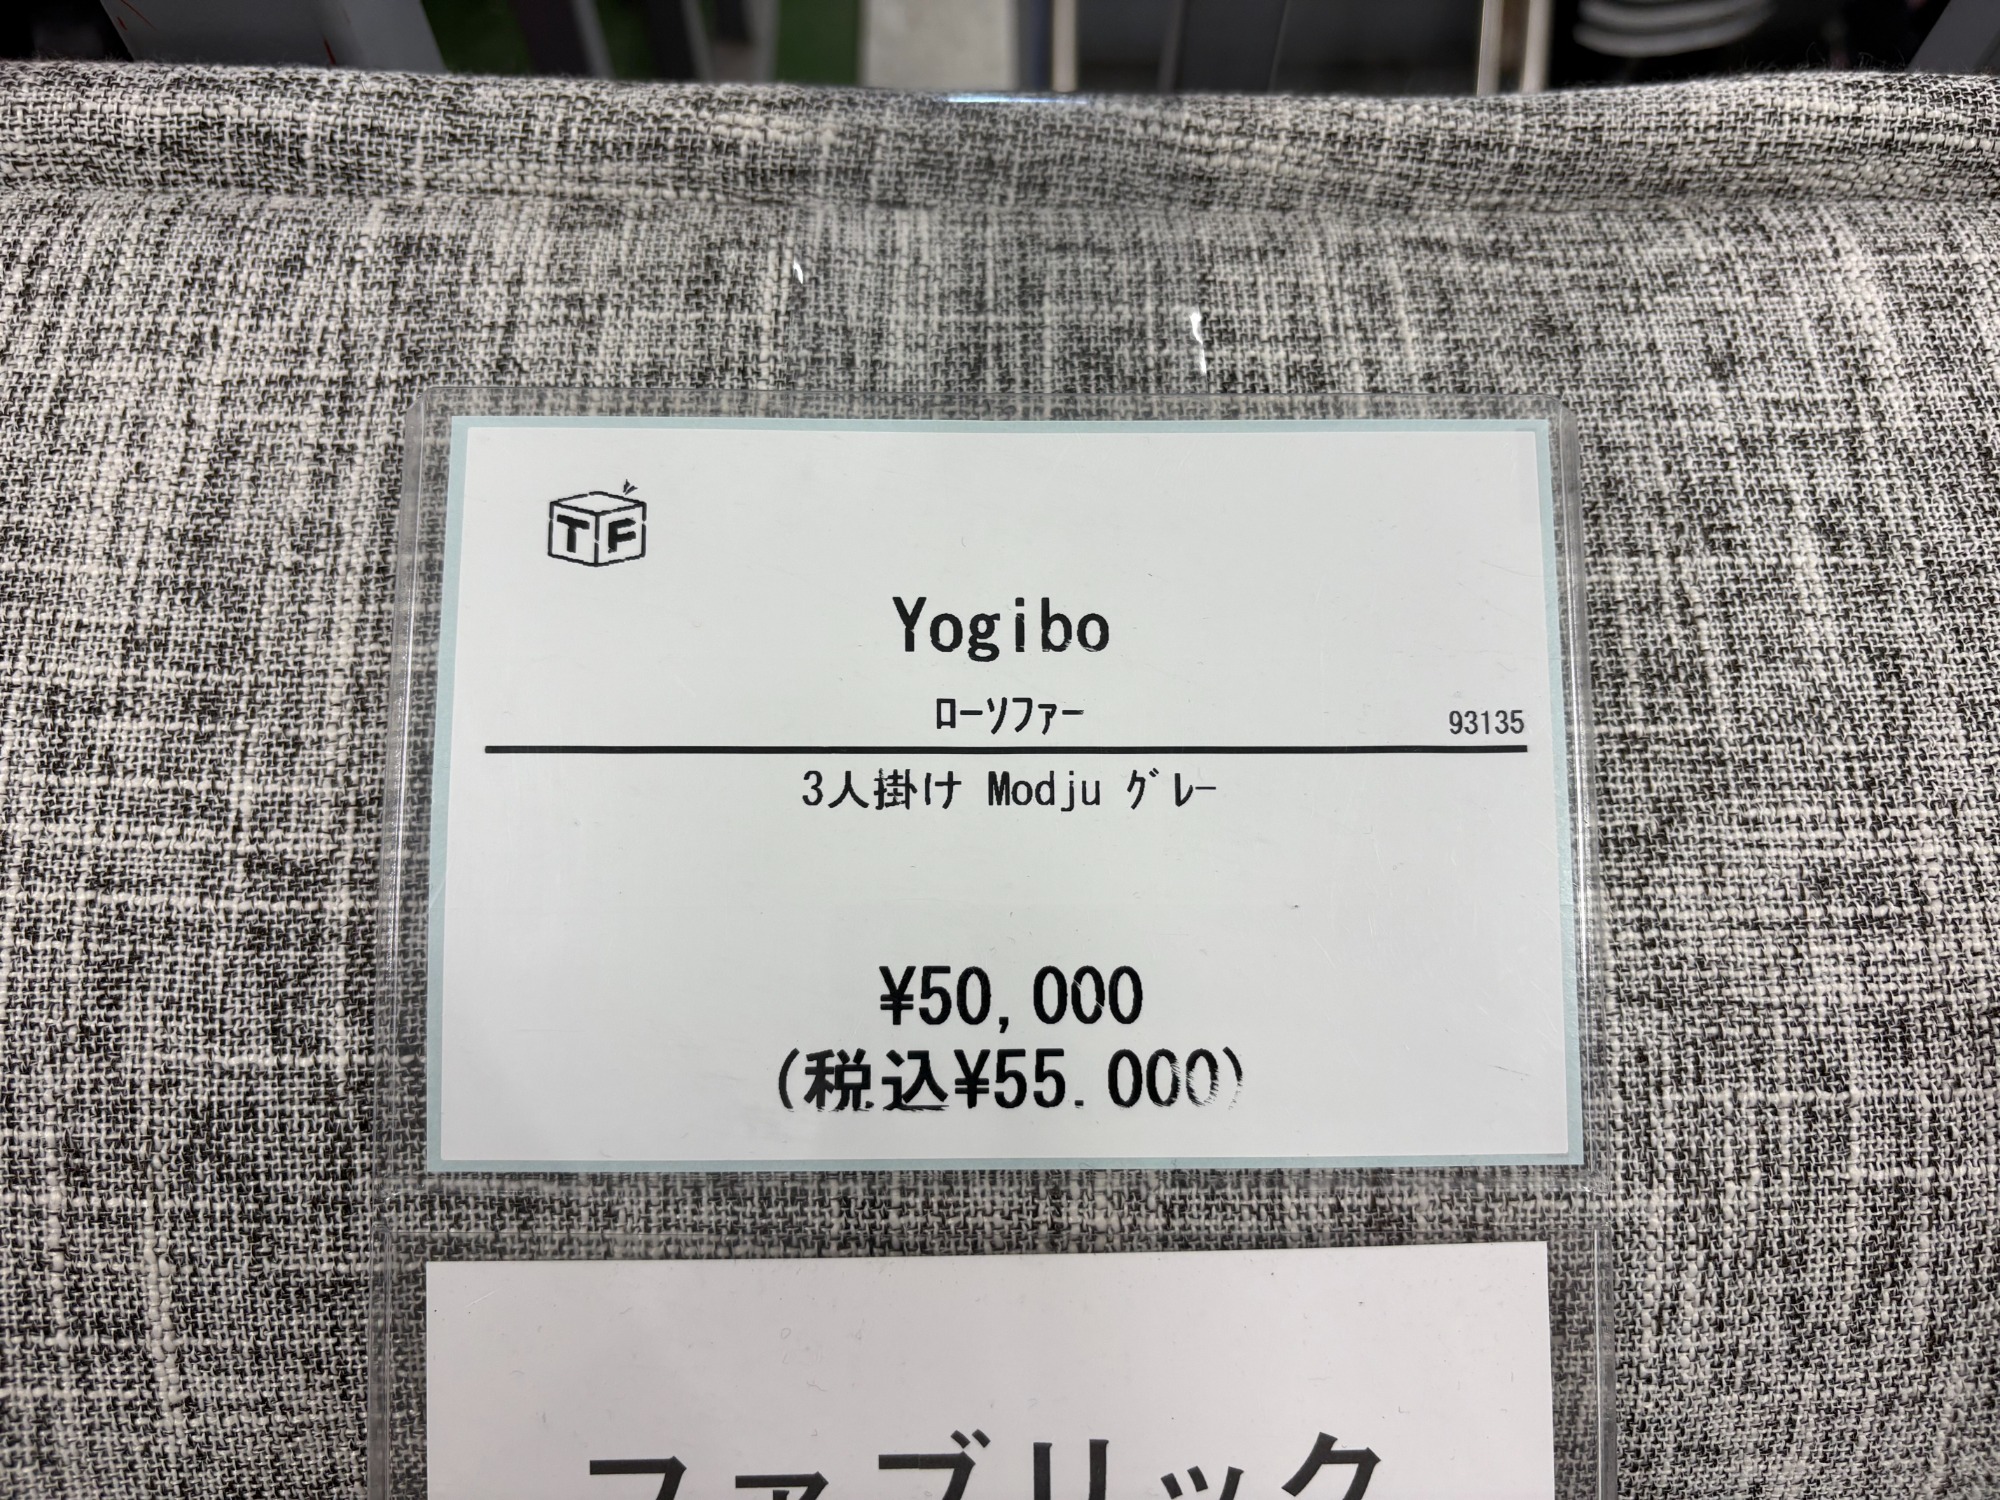 TF
Yogibo
ﾛｰｿﾌｧｰ
93135
3人掛け Modju ｸﾞﾚｰ
¥50,000
(税込¥55.000)
ファブリック